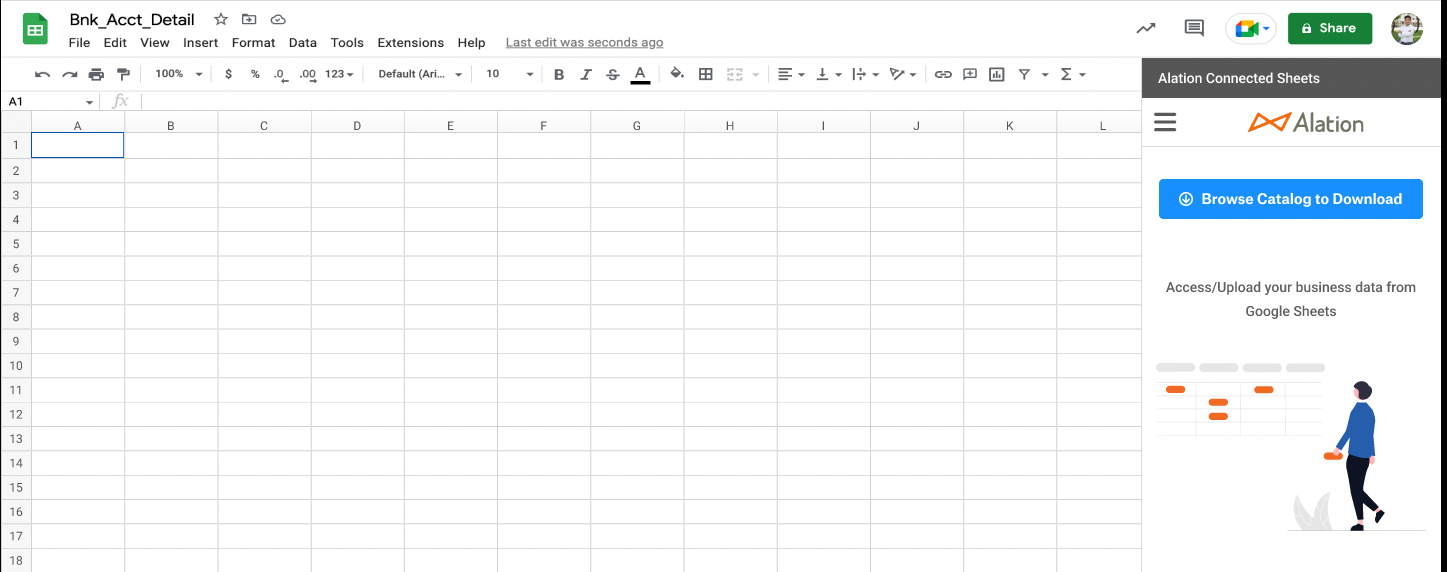 Bnk_Acct_Detail
File Edit View Insert Format Data Tools Extensions Help Last edit was seconds ago
Share
100% $ % .0 .00 123 Default (Ari... 10 B I S A Σ
A1 fx
A B C D E F G H I J K L
1
2
3
4
5
6
7
8
9
10
11
12
13
14
15
16
17
18
Alation Connected Sheets
Alation
Browse Catalog to Download
Access/Upload your business data from
Google Sheets